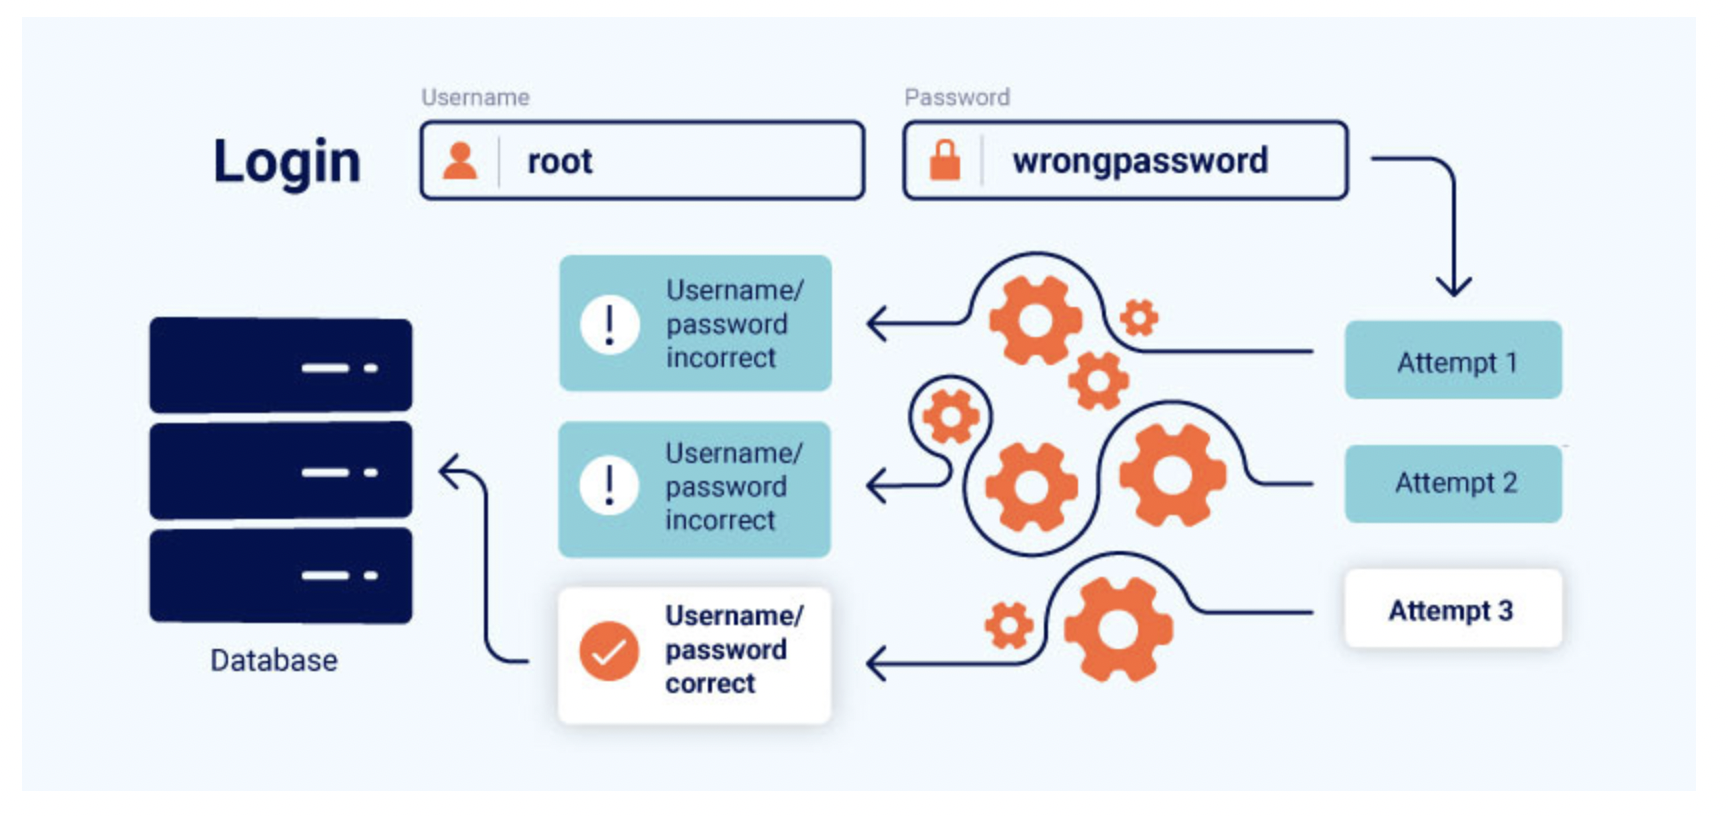 Username
Password
Login
root
wrongpassword
Username/
password
incorrect
Attempt 1
Username/
password
incorrect
Attempt 2
Username/
password
correct
Attempt 3
Database